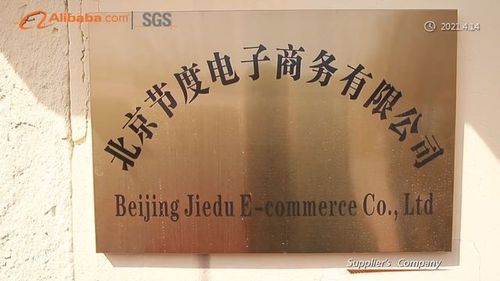 Alibaba.com | SGS
2021.4.14
北京节度电子商务有限公司
Beijing Jiedu E-commerce Co., Ltd
Supplier's Company